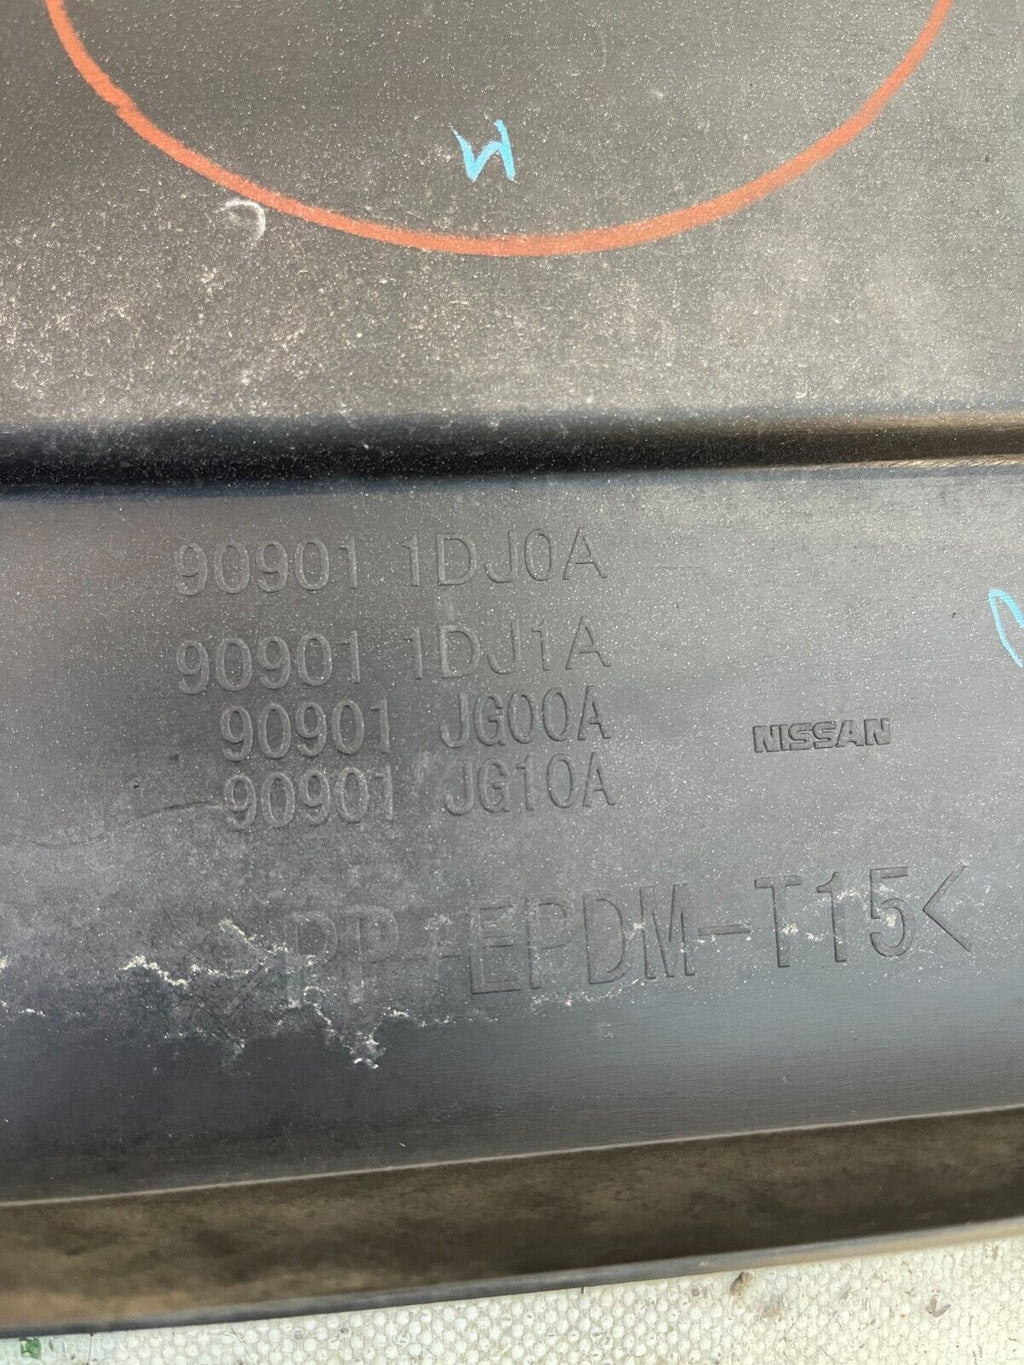 90901 1DJ0A
90901 1DJ1A
90901 JG00A
90901 JG10A
NISSAN
>PP+EPDM-T15<